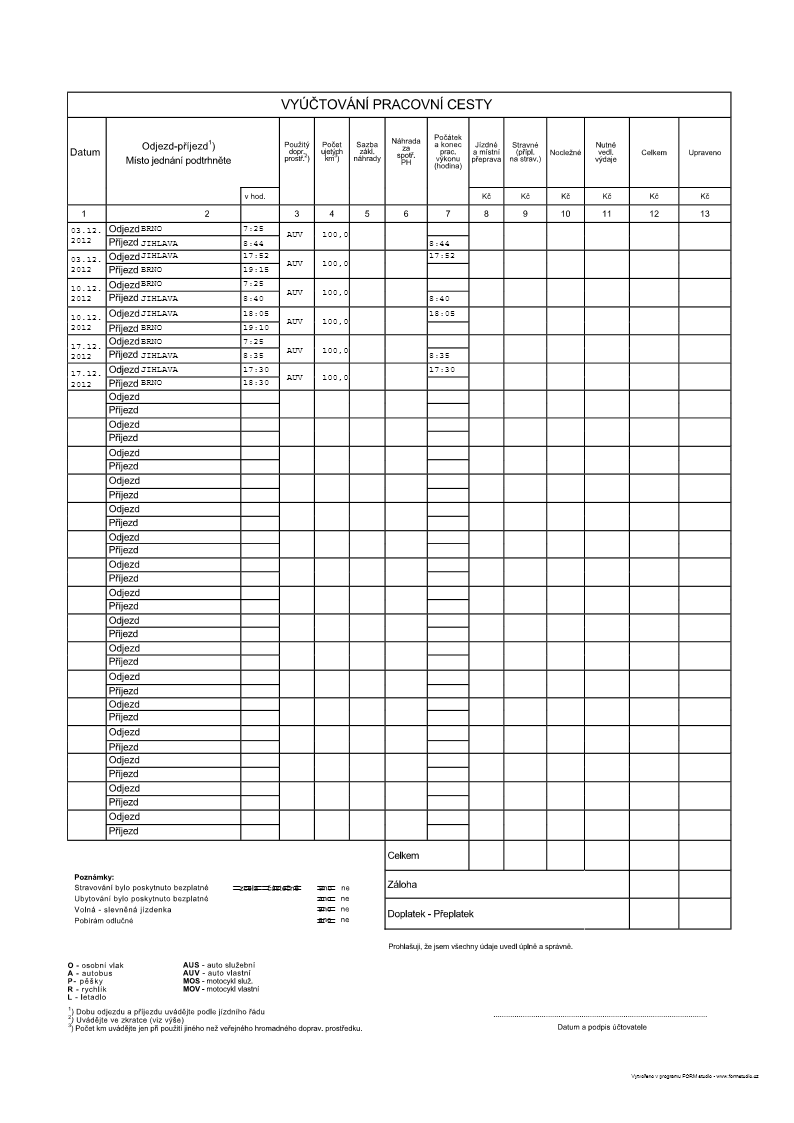 VYÚČTOVÁNÍ PRACOVNÍ CESTY
Datum
Odjezd-příjezd¹)
Místo jednání podtrhněte
v hod.
Použitý dopr. prostř.²)
Počet ujetých km³)
Sazba zákl. náhrady
Náhrada za spotř. PH
Počátek a konec prac. výkonu (hodina)
Jízdné a místní přeprava
Stravné (přípl. na strav.)
Nocležné
Nutné vedl. výdaje
Celkem
Upraveno
Kč Kč Kč Kč Kč Kč
1 2 3 4 5 6 7 8 9 10 11 12 13
03.12. 2012 Odjezd BRNO 7:25 AUV 100,0
Příjezd JIHLAVA 8:44 8:44
03.12. 2012 Odjezd JIHLAVA 17:52 AUV 100,0 17:52
Příjezd BRNO 19:15
10.12. 2012 Odjezd BRNO 7:25 AUV 100,0
Příjezd JIHLAVA 8:40 8:40
10.12. 2012 Odjezd JIHLAVA 18:05 AUV 100,0 18:05
Příjezd BRNO 19:10
17.12. 2012 Odjezd BRNO 7:25 AUV 100,0
Příjezd JIHLAVA 8:35 8:35
17.12. 2012 Odjezd JIHLAVA 17:30 AUV 100,0 17:30
Příjezd BRNO 18:30
Odjezd
Příjezd
Odjezd
Příjezd
Odjezd
Příjezd
Odjezd
Příjezd
Odjezd
Příjezd
Odjezd
Příjezd
Odjezd
Příjezd
Odjezd
Příjezd
Odjezd
Příjezd
Odjezd
Příjezd
Odjezd
Příjezd
Odjezd
Příjezd
Odjezd
Příjezd
Odjezd
Příjezd
Odjezd
Příjezd
Odjezd
Příjezd
Celkem
Záloha
Doplatek - Přeplatek
Poznámky:
Stravování bylo poskytnuto bezplatné zcela částečně ano ne
Ubytování bylo poskytnuto bezplatné ano ne
Volná - slevněná jízdenka ano ne
Pobírám odlučné ano ne
Prohlašuji, že jsem všechny údaje uvedl úplně a správně.
O - osobní vlak AUS - auto služební
A - autobus AUV - auto vlastní
P - pěšky MOS - motocykl služ.
R - rychlík MOV - motocykl vlastní
L - letadlo
¹) Dobu odjezdu a příjezdu uvádějte podle jízdního řádu
²) Uvádějte ve zkratce (viz výše)
³) Počet km uvádějte jen při použití jiného než veřejného hromadného doprav. prostředku.
Datum a podpis účtovatele
Vytvořeno v programu FORM studio - www.formstudio.cz